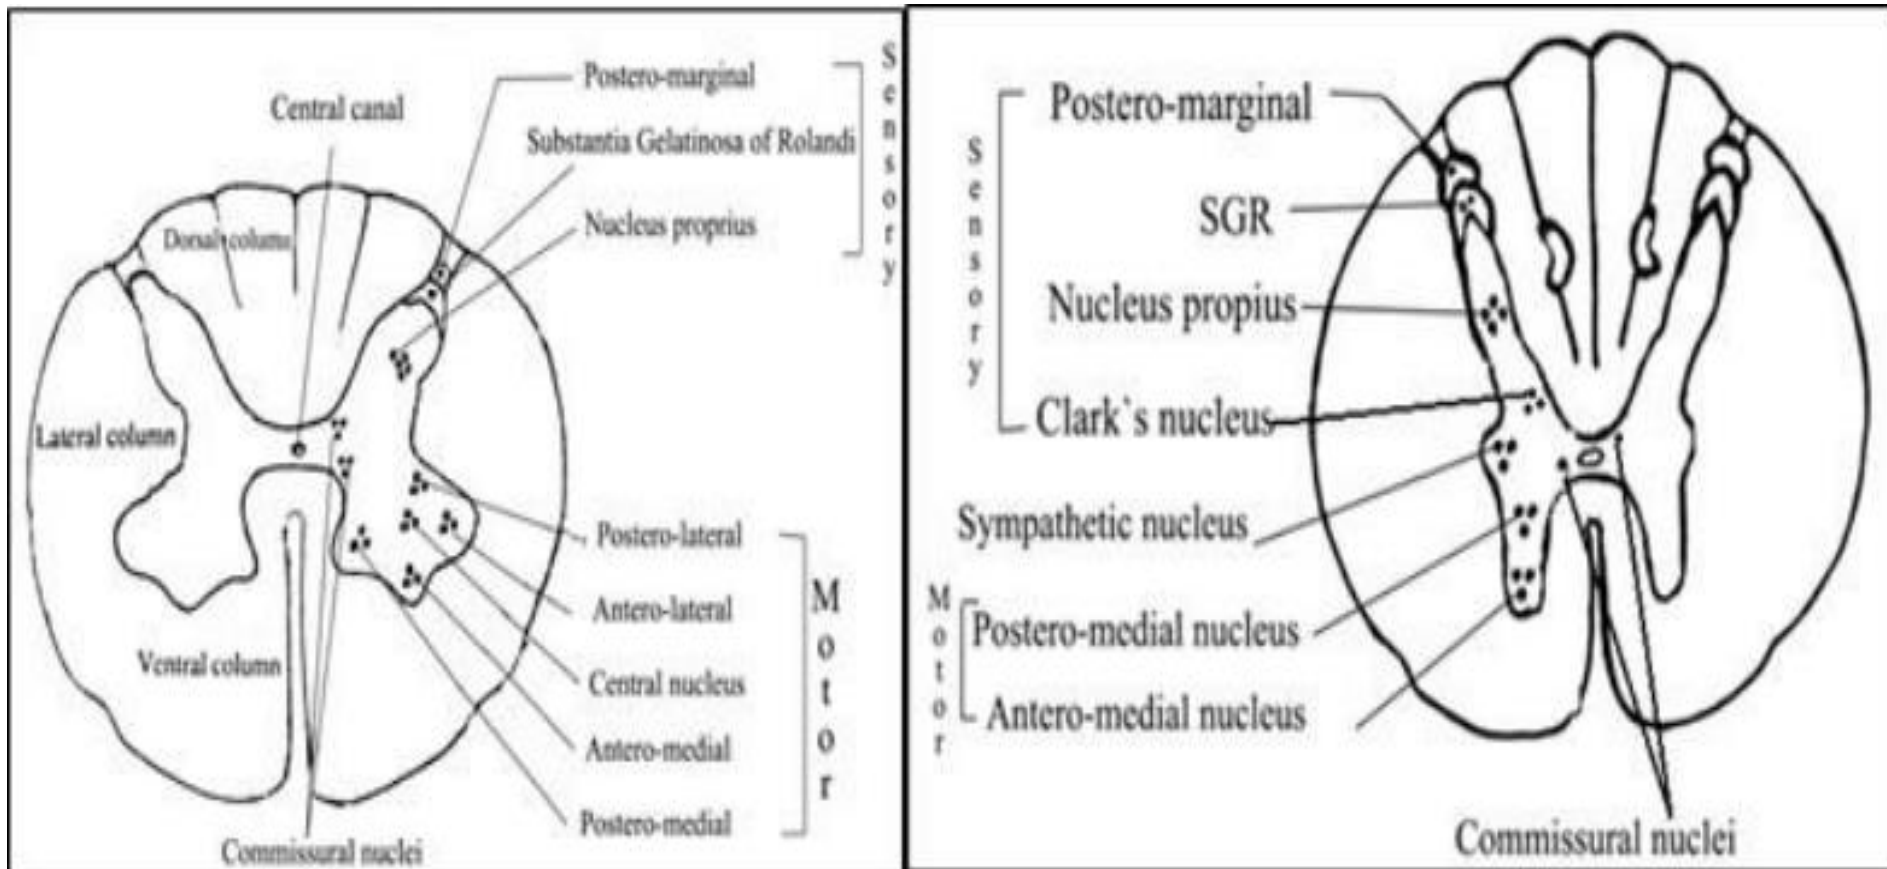 Central canal
Postero-marginal
Substantia Gelatinosa of Rolandi
Nucleus proprius
Sensory
Dorsal column
Lateral column
Ventral column
Postero-lateral
Antero-lateral
Central nucleus
Antero-medial
Postero-medial
Motor
Commissural nuclei
Sensory
Postero-marginal
SGR
Nucleus propius
Clark`s nucleus
Sympathetic nucleus
Motor
Postero-medial nucleus
Antero-medial nucleus
Commissural nuclei